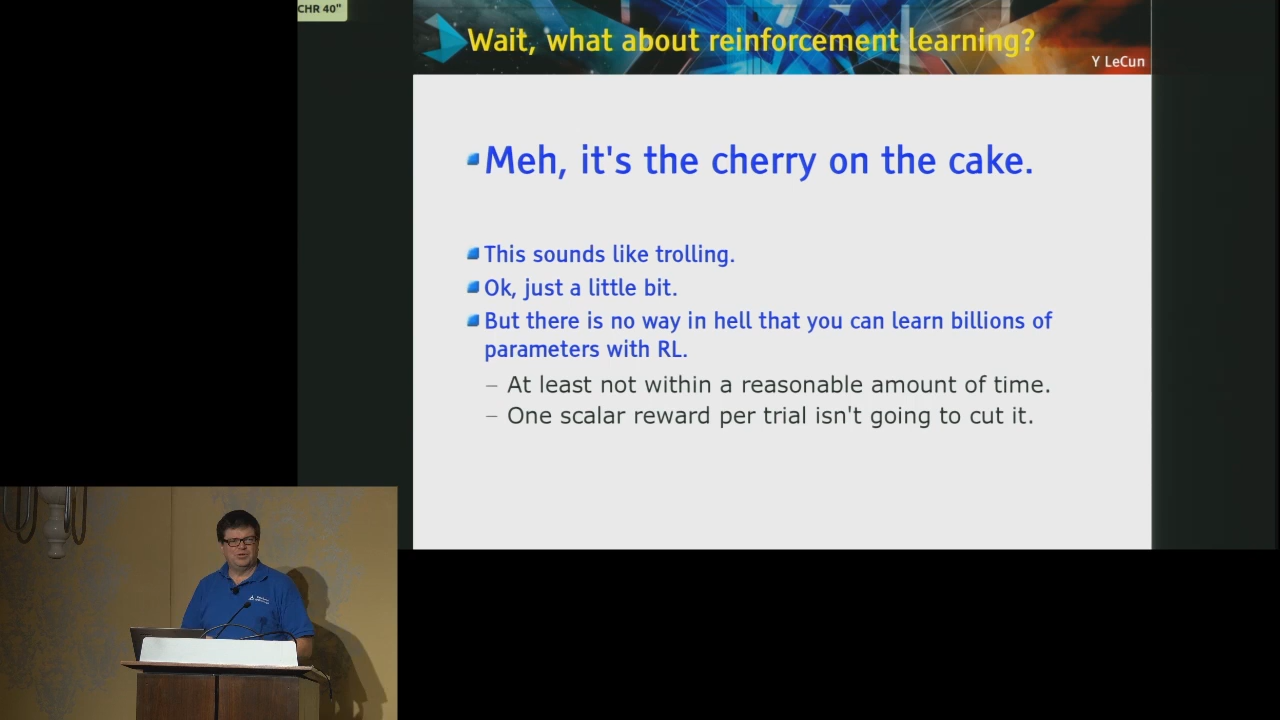 CHR 40"
Wait, what about reinforcement learning?
Y LeCun
Meh, it's the cherry on the cake.
This sounds like trolling.
Ok, just a little bit.
But there is no way in hell that you can learn billions of
parameters with RL.
– At least not within a reasonable amount of time.
– One scalar reward per trial isn't going to cut it.